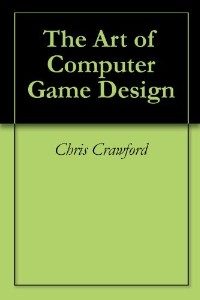 The Art of
Computer
Game Design
Chris Crawford